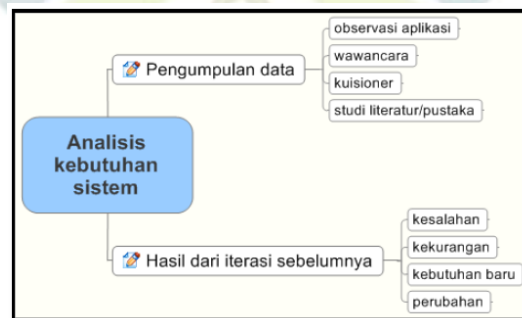 observasi aplikasi
Pengumpulan data
wawancara
kuisioner
studi literatur/pustaka
Analisis
kebutuhan
sistem
kesalahan
Hasil dari iterasi sebelumnya
kekurangan
kebutuhan baru
perubahan